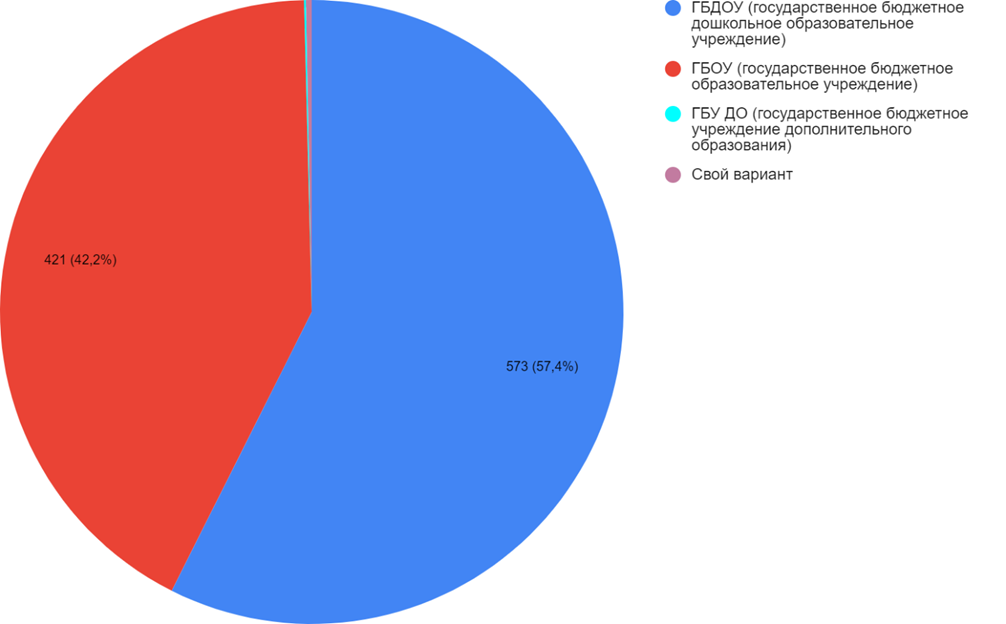 ГБДОУ (государственное бюджетное
дошкольное образовательное
учреждение)
ГБОУ (государственное бюджетное
образовательное учреждение)
ГБУ ДО (государственное бюджетное
учреждение дополнительного
образования)
Свой вариант
421 (42,2%)
573 (57,4%)